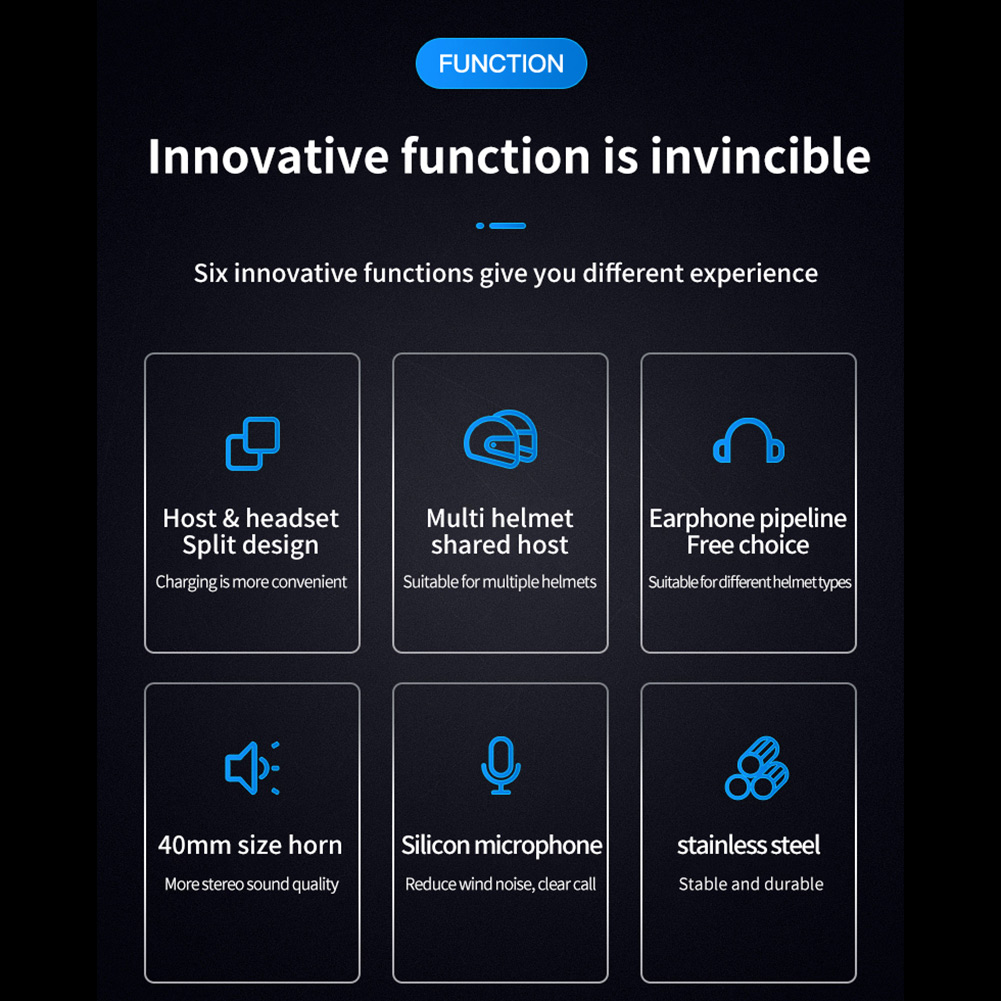 FUNCTION
Innovative function is invincible
Six innovative functions give you different experience
Host & headset
Split design
Charging is more convenient
Multi helmet
shared host
Suitable for multiple helmets
Earphone pipeline
Free choice
Suitable for different helmet types
40mm size horn
More stereo sound quality
Silicon microphone
Reduce wind noise, clear call
stainless steel
Stable and durable